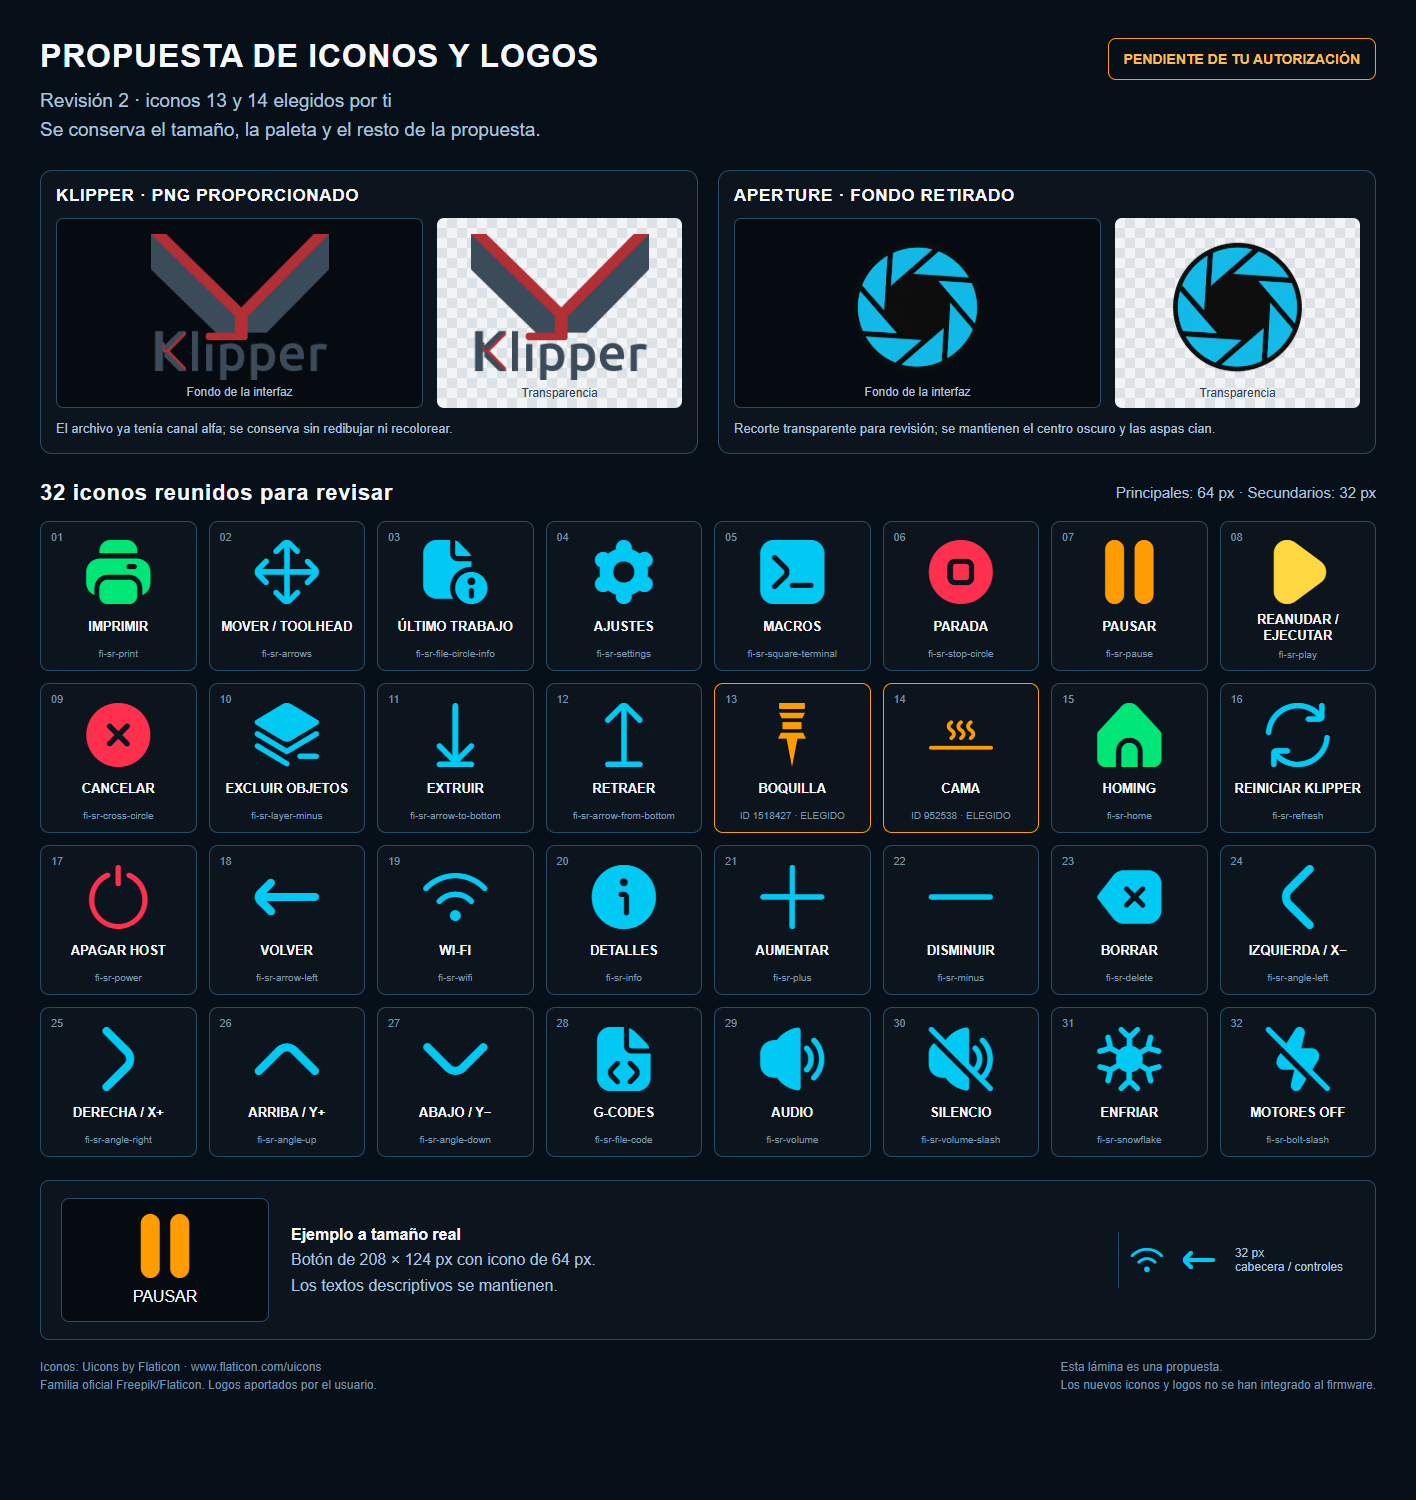 PROPUESTA DE ICONOS Y LOGOS
PENDIENTE DE TU AUTORIZACIÓN
Revisión 2 · iconos 13 y 14 elegidos por ti
Se conserva el tamaño, la paleta y el resto de la propuesta.
KLIPPER · PNG PROPORCIONADO
Klipper
Fondo de la interfaz
Klipper
Transparencia
El archivo ya tenía canal alfa; se conserva sin redibujar ni recolorear.
APERTURE · FONDO RETIRADO
Fondo de la interfaz
Transparencia
Recorte transparente para revisión; se mantienen el centro oscuro y las aspas cian.
32 iconos reunidos para revisar
Principales: 64 px · Secundarios: 32 px
01
IMPRIMIR
fi-sr-print
02
MOVER / TOOLHEAD
fi-sr-arrows
03
ÚLTIMO TRABAJO
fi-sr-file-circle-info
04
AJUSTES
fi-sr-settings
05
MACROS
fi-sr-square-terminal
06
PARADA
fi-sr-stop-circle
07
PAUSAR
fi-sr-pause
08
REANUDAR /
EJECUTAR
fi-sr-play
09
CANCELAR
fi-sr-cross-circle
10
EXCLUIR OBJETOS
fi-sr-layer-minus
11
EXTRUIR
fi-sr-arrow-to-bottom
12
RETRAER
fi-sr-arrow-from-bottom
13
BOQUILLA
ID 1518427 · ELEGIDO
14
CAMA
ID 952538 · ELEGIDO
15
HOMING
fi-sr-home
16
REINICIAR KLIPPER
fi-sr-refresh
17
APAGAR HOST
fi-sr-power
18
VOLVER
fi-sr-arrow-left
19
WI-FI
fi-sr-wifi
20
DETALLES
fi-sr-info
21
AUMENTAR
fi-sr-plus
22
DISMINUIR
fi-sr-minus
23
BORRAR
fi-sr-delete
24
IZQUIERDA / X−
fi-sr-angle-left
25
DERECHA / X+
fi-sr-angle-right
26
ARRIBA / Y+
fi-sr-angle-up
27
ABAJO / Y−
fi-sr-angle-down
28
G-CODES
fi-sr-file-code
29
AUDIO
fi-sr-volume
30
SILENCIO
fi-sr-volume-slash
31
ENFRIAR
fi-sr-snowflake
32
MOTORES OFF
fi-sr-bolt-slash
PAUSAR
Ejemplo a tamaño real
Botón de 208 × 124 px con icono de 64 px.
Los textos descriptivos se mantienen.
32 px
cabecera / controles
Iconos: Uicons by Flaticon · www.flaticon.com/uicons
Familia oficial Freepik/Flaticon. Logos aportados por el usuario.
Esta lámina es una propuesta.
Los nuevos iconos y logos no se han integrado al firmware.